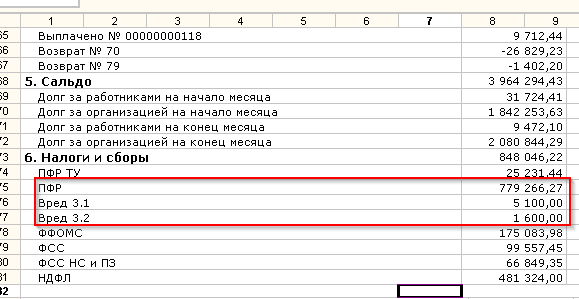 1 2 3 4 5 6 7 8 9
65 Выплачено № 00000000118 9 712,44
66 Возврат № 70 -26 829,23
67 Возврат № 79 -1 402,20
68 5. Сальдо 3 964 294,43
69 Долг за работниками на начало месяца 31 724,41
70 Долг за организацией на начало месяца 1 842 253,63
71 Долг за работниками на конец месяца 9 472,10
72 Долг за организацией на конец месяца 2 080 844,29
73 6. Налоги и сборы 848 046,22
74 ПФР ТУ 25 231,44
75 ПФР 779 266,27
76 Вред 3.1 5 100,00
77 Вред 3.2 1 600,00
78 ФФОМС 175 083,98
79 ФСС 99 557,45
80 ФСС НС и ПЗ 66 849,35
81 НДФЛ 481 324,00
82